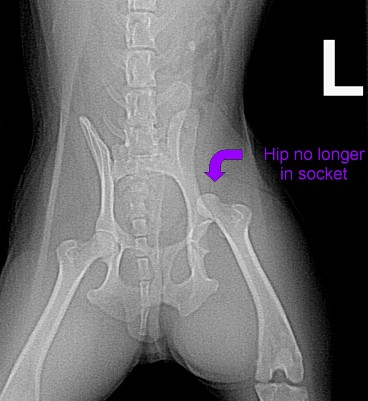 L
Hip no longer
in socket